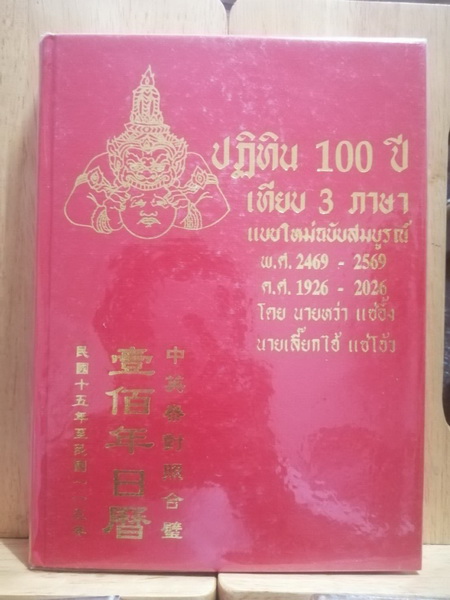 ปฏิทิน 100 ปี
เทียบ 3 ภาษา
แบบใหม่ฉบับสมบูรณ์
พ.ศ. 2469 - 2569
ค.ศ. 1926 - 2026
โดย นายหว่า แซ่อึ้ง
นายเลี๊ยกไฮ้ แซ่โง้ว
中英泰對照合璧
壹佰年日曆
民國十五年至民國一一五年